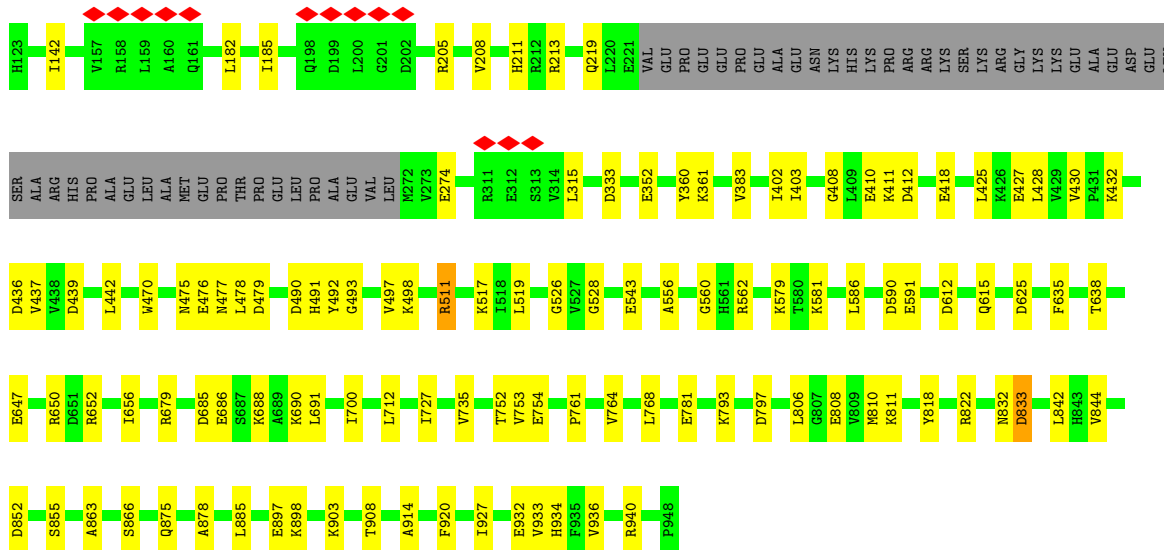 H123 I142 V157 R158 L159 A160 Q161 L182 I185 Q198 D199 L200 G201 D202 R205 V208 H211 R212 R213 Q219 L220 E221 VAL GLU PRO GLU GLU PRO GLY ALA GLU ASN LYS HIS LYS PRO ARG ARG LYS SER LYS ARG GLY LYS LYS GLU ALA GLU ASP GLU
SER ALA ARG HIS PRO ALA GLU LEU ALA MET GLU PRO THR PRO GLU LEU PRO ALA GLU VAL LEU M272 V273 E274 R311 E312 S313 V314 L315 D333 E352 Y360 K361 V383 I402 I403 G408 L409 E410 K411 D412 E418 L425 K426 E427 L428 V429 V430 P431 K432
D436 V437 V438 D439 L442 W470 N475 E476 N477 L478 D479 D490 H491 Y492 G493 V497 K498 R511 K517 I518 L519 G526 V527 G528 E543 A556 G560 H561 R562 K579 T580 K581 L586 D590 E591 D612 Q615 D625 F635 T638
E647 R650 D651 R652 I656 R679 D685 E686 S687 K688 A689 K690 L691 I700 L712 I727 V735 T752 V753 E754 P761 V764 L768 E781 K793 D797 L806 G807 E808 V809 M810 K811 Y818 R822 N832 D833 L842 H843 V844
D852 S855 A863 S866 Q875 A878 L885 E897 K898 K903 T908 A914 F920 I927 E932 V933 H934 F935 V936 R940 P948